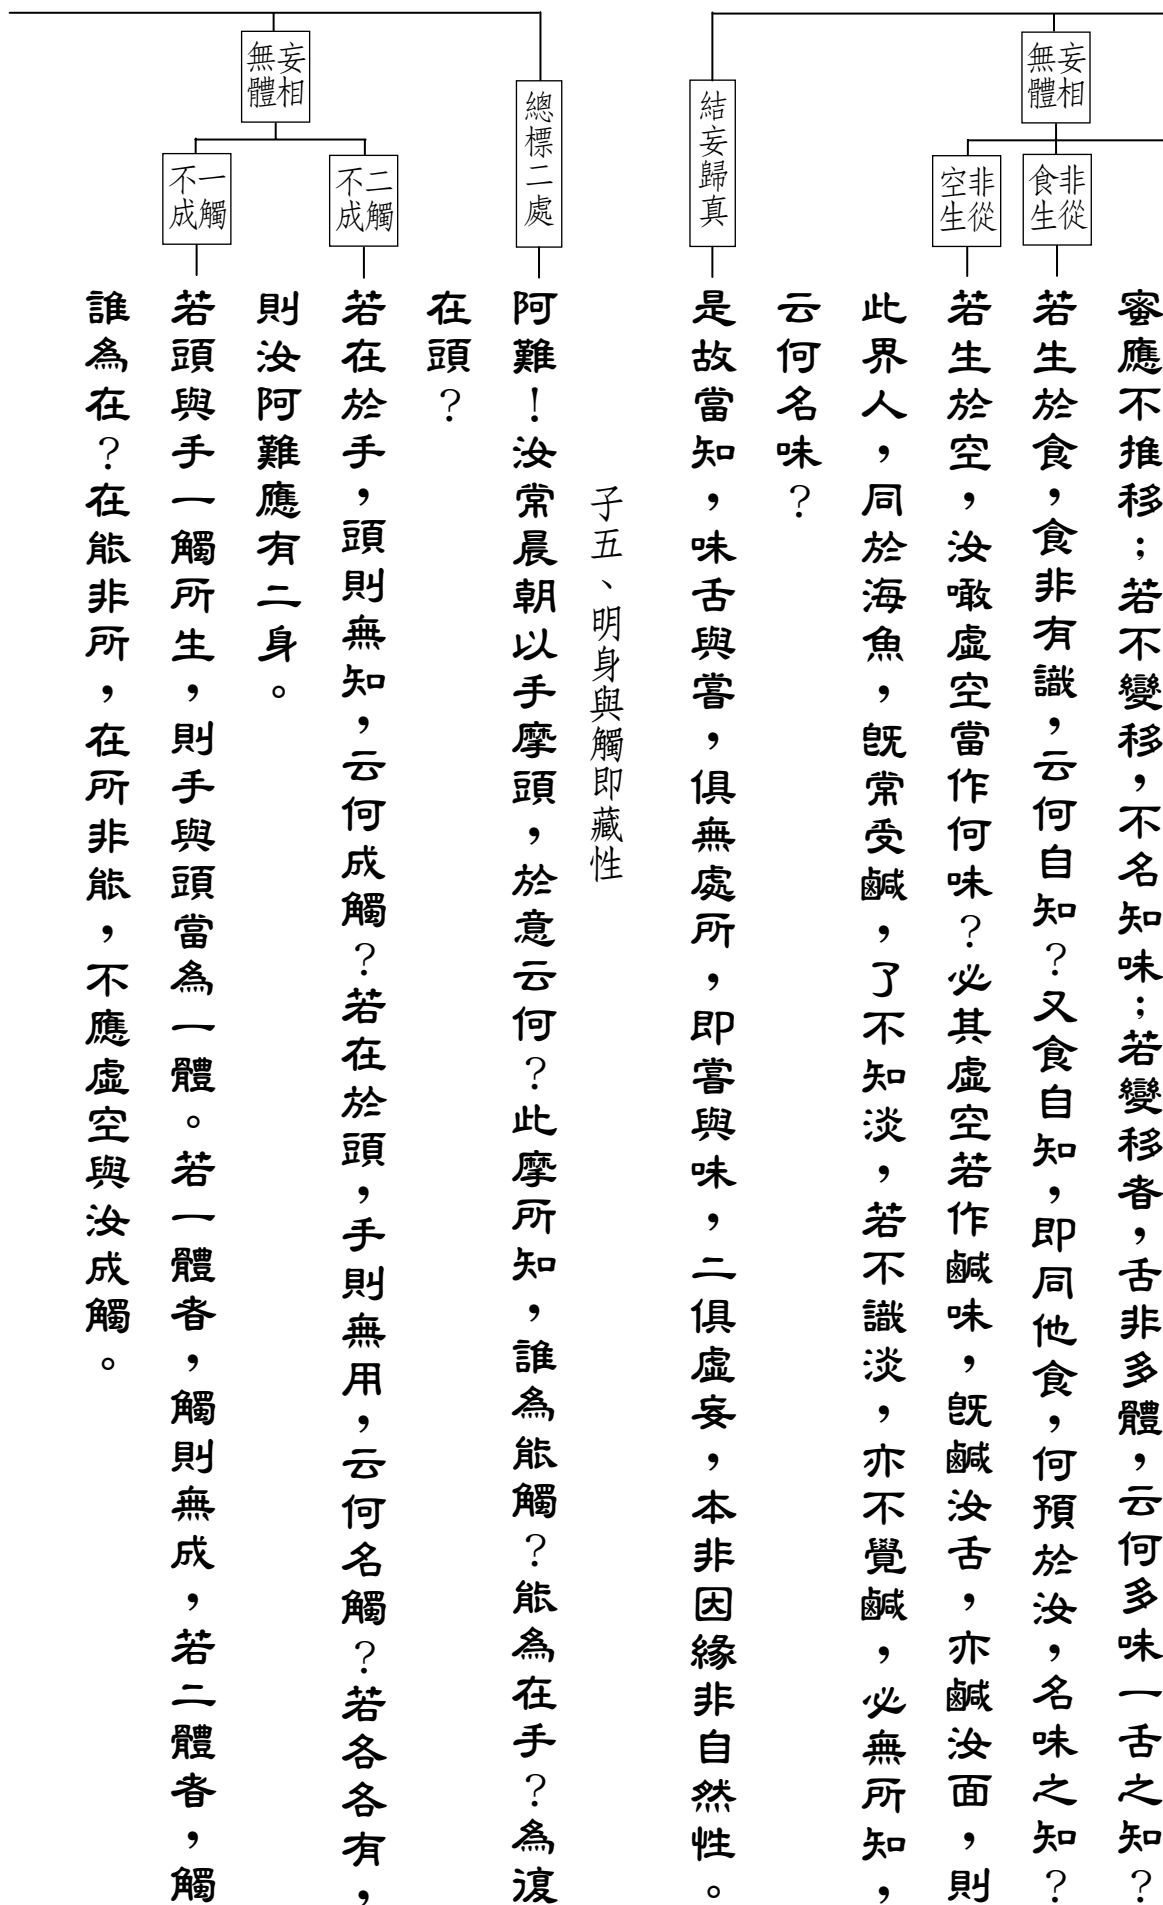 妄相無體
非從食生
非從空生
結妄歸真
總標二處
妄相無體
二觸不成
一觸不成
蜜應不推移；若不變移，不名知味；若變移者，舌非多體，云何多味一舌之知？
若生於食，食非有識，云何自知？又食自知，即同他食，何預於汝，名味之知？
若生於空，汝噉虛空當作何味？必其虛空若作鹹味，既鹹汝舌，亦鹹汝面，則
此界人，同於海魚，既常受鹹，了不知淡，若不識淡，亦不覺鹹，必無所知，
云何名味？
是故當知，味舌與嘗，俱無處所，即嘗與味，二俱虛妄，本非因緣非自然性。
子五、明身與觸即藏性
阿難！汝常晨朝以手摩頭，於意云何？此摩所知，誰為能觸？能為在手？為復
在頭？
若在於手，頭則無知，云何成觸？若在於頭，手則無用，云何名觸？若各各有，
則汝阿難應有二身。
若頭與手一觸所生，則手與頭當為一體。若一體者，觸則無成，若二體者，觸
誰為在？在能非所，在所非能，不應虛空與汝成觸。